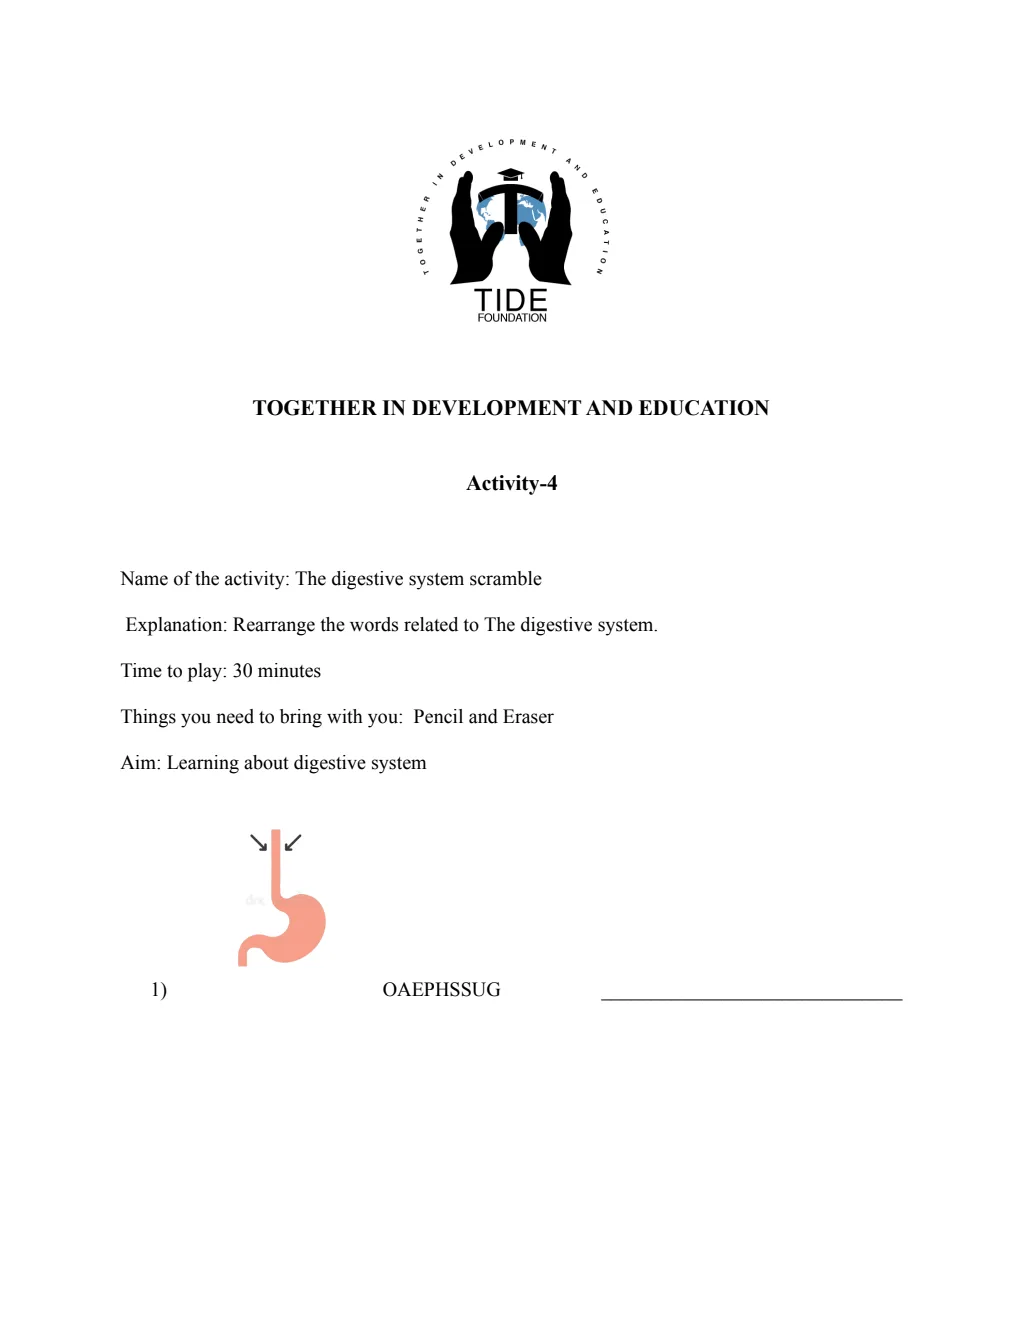 TOGETHER IN DEVELOPMENT AND EDUCATION
TIDE
FOUNDATION
TOGETHER IN DEVELOPMENT AND EDUCATION
Activity-4
Name of the activity: The digestive system scramble
Explanation: Rearrange the words related to The digestive system.
Time to play: 30 minutes
Things you need to bring with you:  Pencil and Eraser
Aim: Learning about digestive system
1) OAEPHSSUG ______________________________